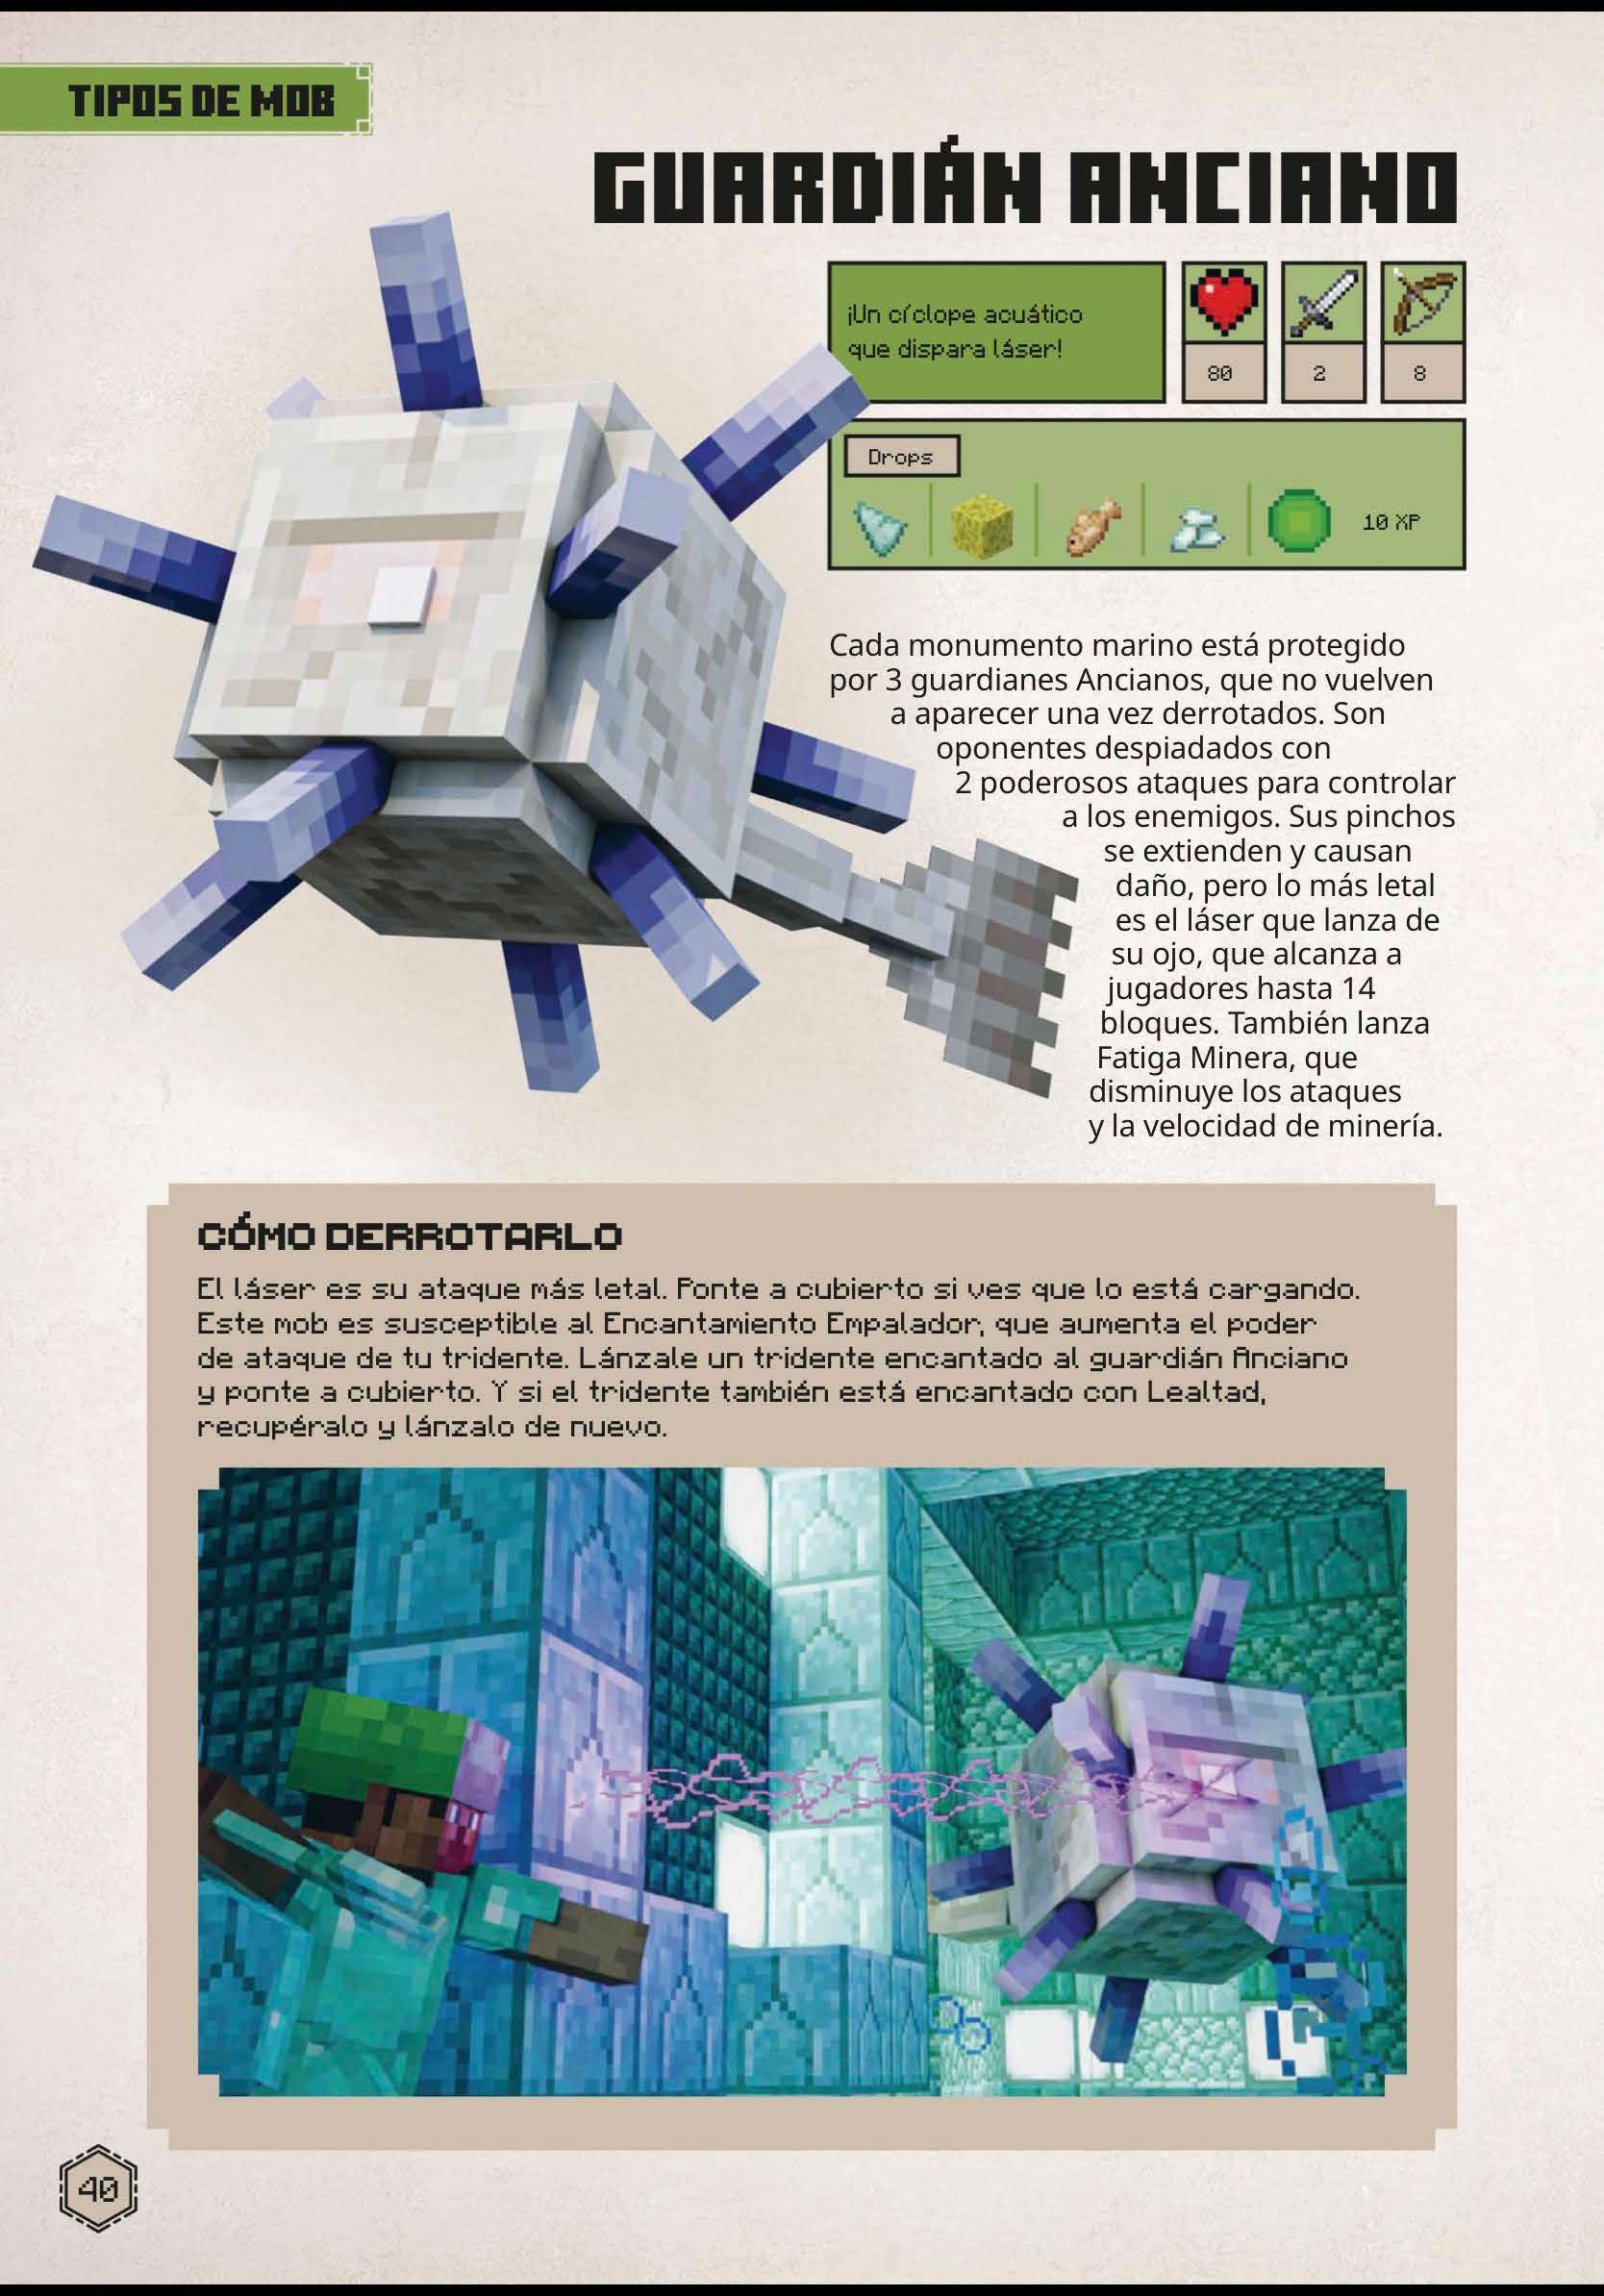 TIPOS DE MOB
GUARDIÁN ANCIANO
¡Un cíclope acuático
que dispara láser!
80
2
8
Drops
10 XP
Cada monumento marino está protegido
por 3 guardianes Ancianos, que no vuelven
a aparecer una vez derrotados. Son
oponentes despiadados con
2 poderosos ataques para controlar
a los enemigos. Sus pinchos
se extienden y causan
daño, pero lo más letal
es el láser que lanza de
su ojo, que alcanza a
jugadores hasta 14
bloques. También lanza
Fatiga Minera, que
disminuye los ataques
y la velocidad de minería.
CÓMO DERROTARLO
El láser es su ataque más letal. Ponte a cubierto si ves que lo está cargando.
Este mob es susceptible al Encantamiento Empalador, que aumenta el poder
de ataque de tu tridente. Lánzale un tridente encantado al guardián Anciano
y ponte a cubierto. Y si el tridente también está encantado con Lealtad,
recupéralo y lánzalo de nuevo.
40